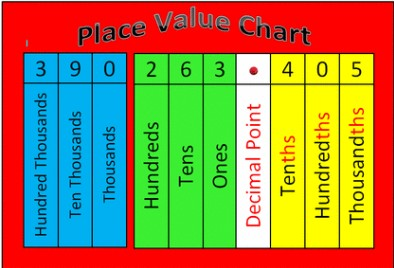 Place Value Chart
3 9 0 2 6 3 . 4 0 5
Hundred Thousands
Ten Thousands
Thousands
Hundreds
Tens
Ones
Decimal Point
Tenths
Hundredths
Thousandths